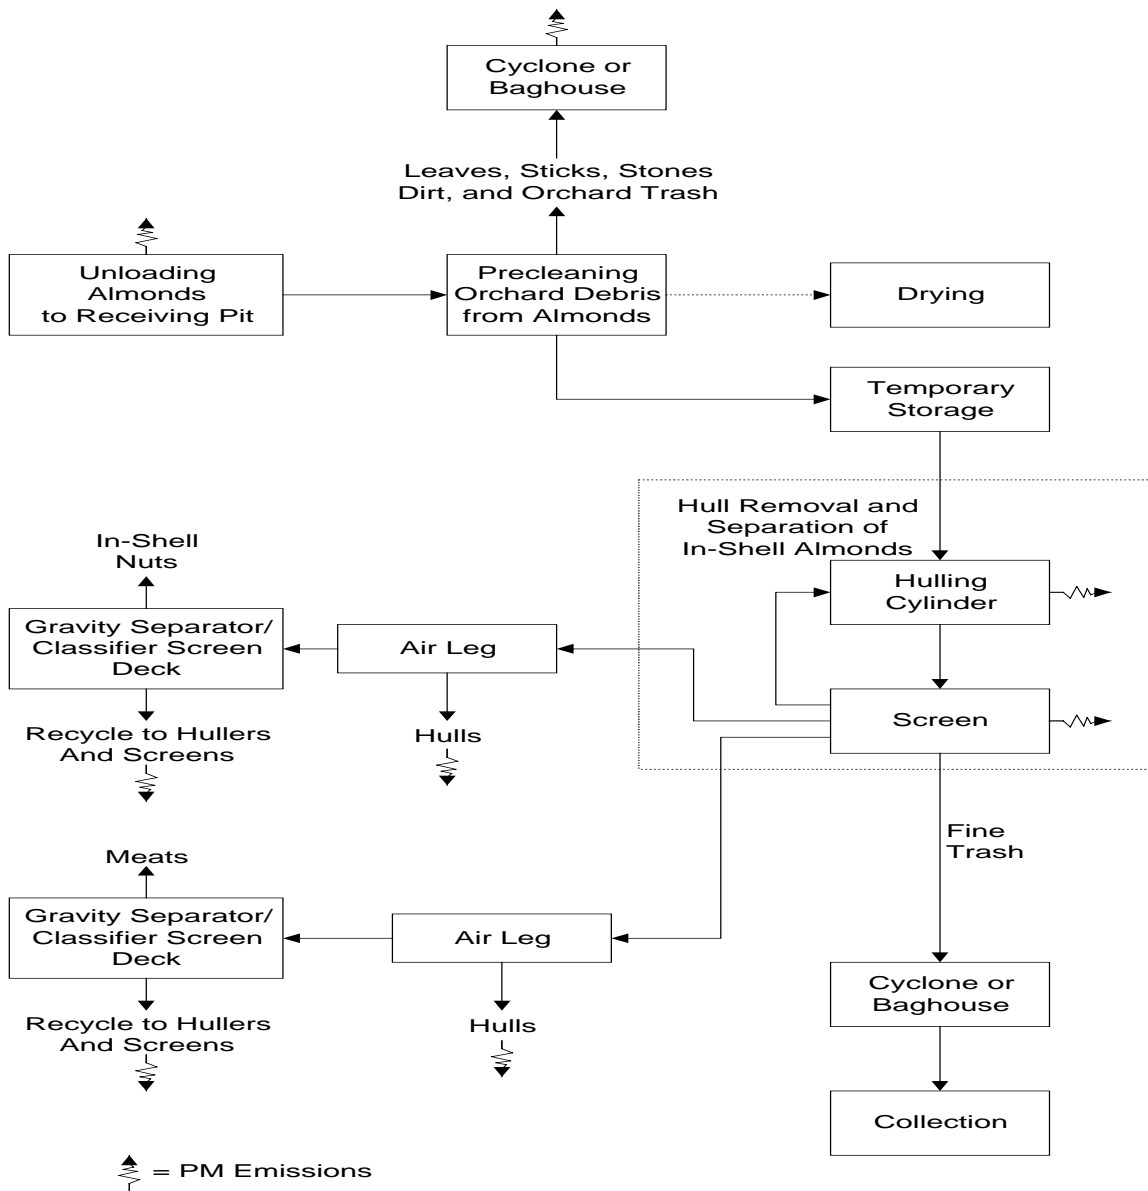 Cyclone or
Baghouse
Leaves, Sticks, Stones
Dirt, and Orchard Trash
Unloading
Almonds
to Receiving Pit
Precleaning
Orchard Debris
from Almonds
Drying
Temporary
Storage
Hull Removal and
Separation of
In-Shell Almonds
Hulling
Cylinder
In-Shell
Nuts
Gravity Separator/
Classifier Screen
Deck
Air Leg
Screen
Recycle to Hullers
And Screens
Hulls
Fine
Trash
Meats
Gravity Separator/
Classifier Screen
Deck
Air Leg
Cyclone or
Baghouse
Recycle to Hullers
And Screens
Hulls
Collection
= PM Emissions